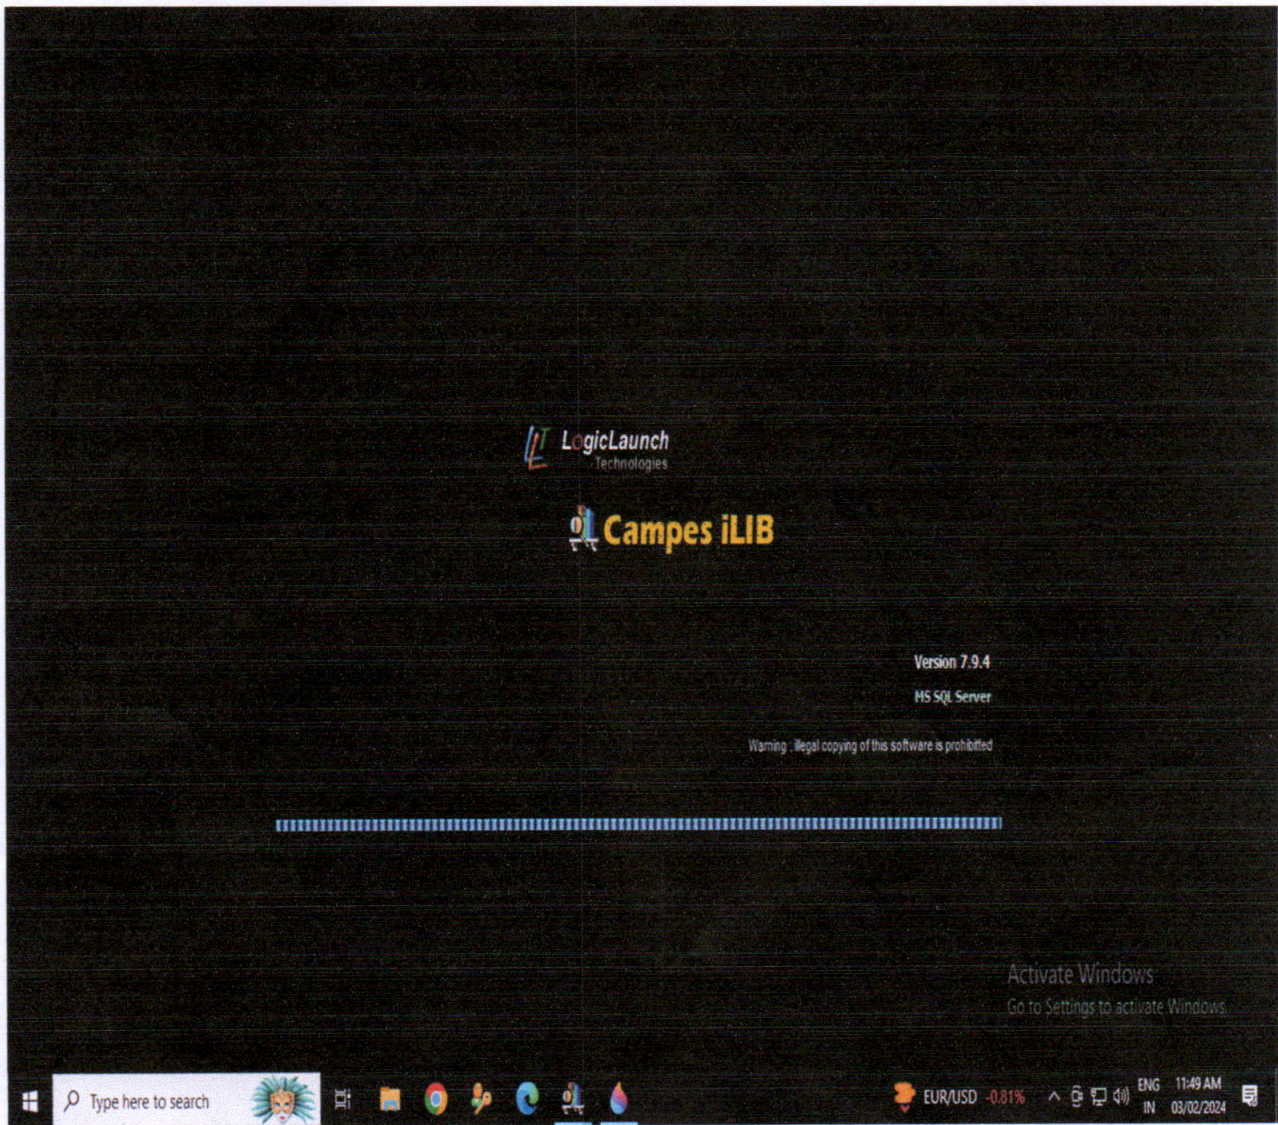 LogicLaunch
Technologies
Campes iLIB
Version 7.9.4
MS SQL Server
Warning : illegal copying of this software is prohibitted
Activate Windows
Go to Settings to activate Windows.
Type here to search
EUR/USD -0.81%
ENG
IN
11:49 AM
03/02/2024